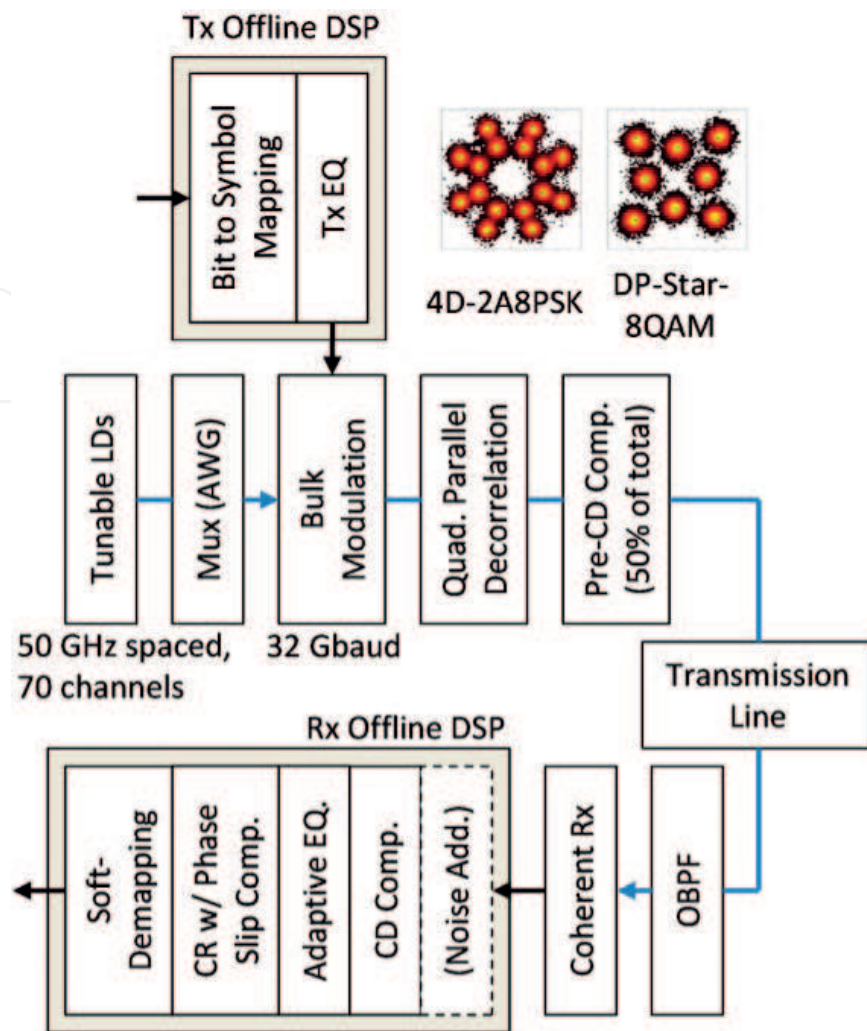 Tx Offline DSP
Bit to Symbol
Mapping
Tx EQ
4D-2A8PSK
DP-Star-
8QAM
Tunable LDs
Mux (AWG)
Bulk
Modulation
Quad. Parallel
Decorrelation
Pre-CD Comp.
(50% of total)
50 GHz spaced,
70 channels
32 Gbaud
Transmission
Line
Rx Offline DSP
Soft-
Demapping
CR w/ Phase
Slip Comp.
Adaptive EQ.
CD Comp.
(Noise Add.)
Coherent Rx
OBPF